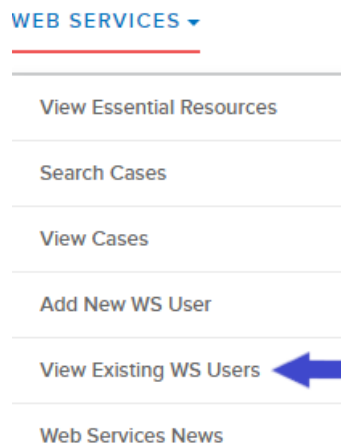 WEB SERVICES
View Essential Resources
Search Cases
View Cases
Add New WS User
View Existing WS Users
Web Services News